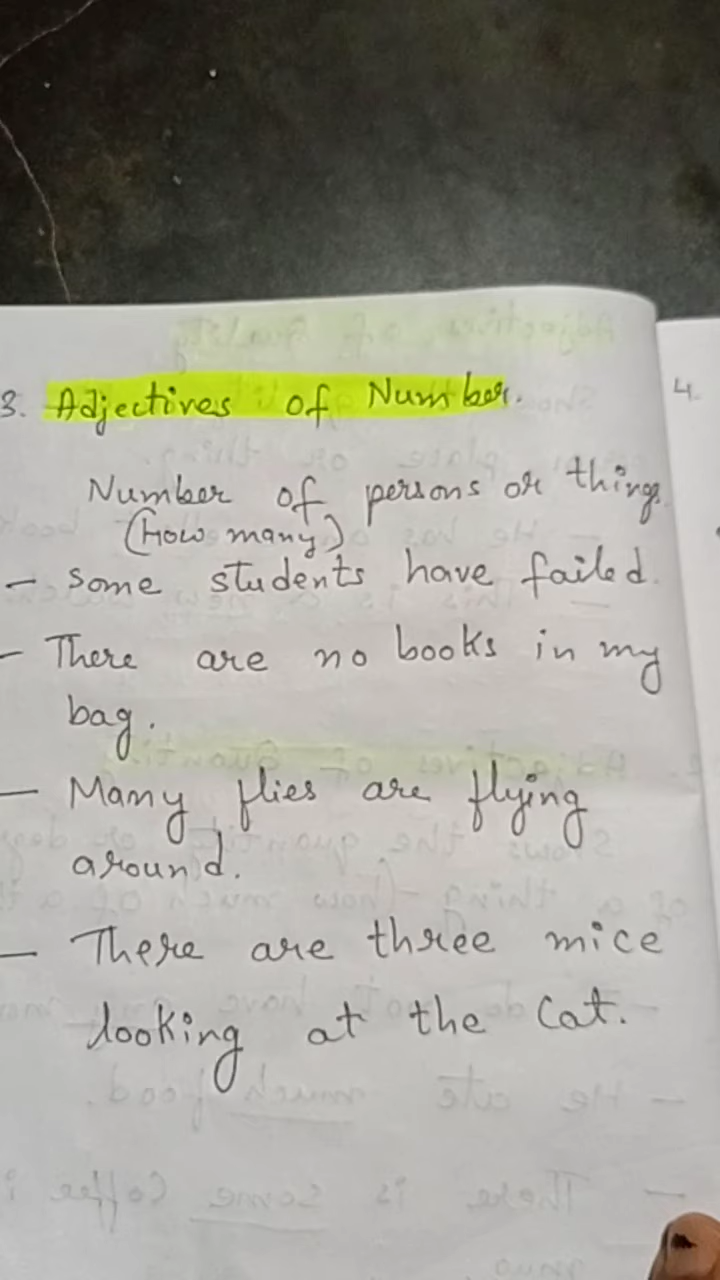 3. Adjectives of Number.
4.
Number of persons or things
(How many)
- Some students have failed.
- There are no books in my
bag.
- Many flies are flying
around.
- There are three mice
looking at the cat.